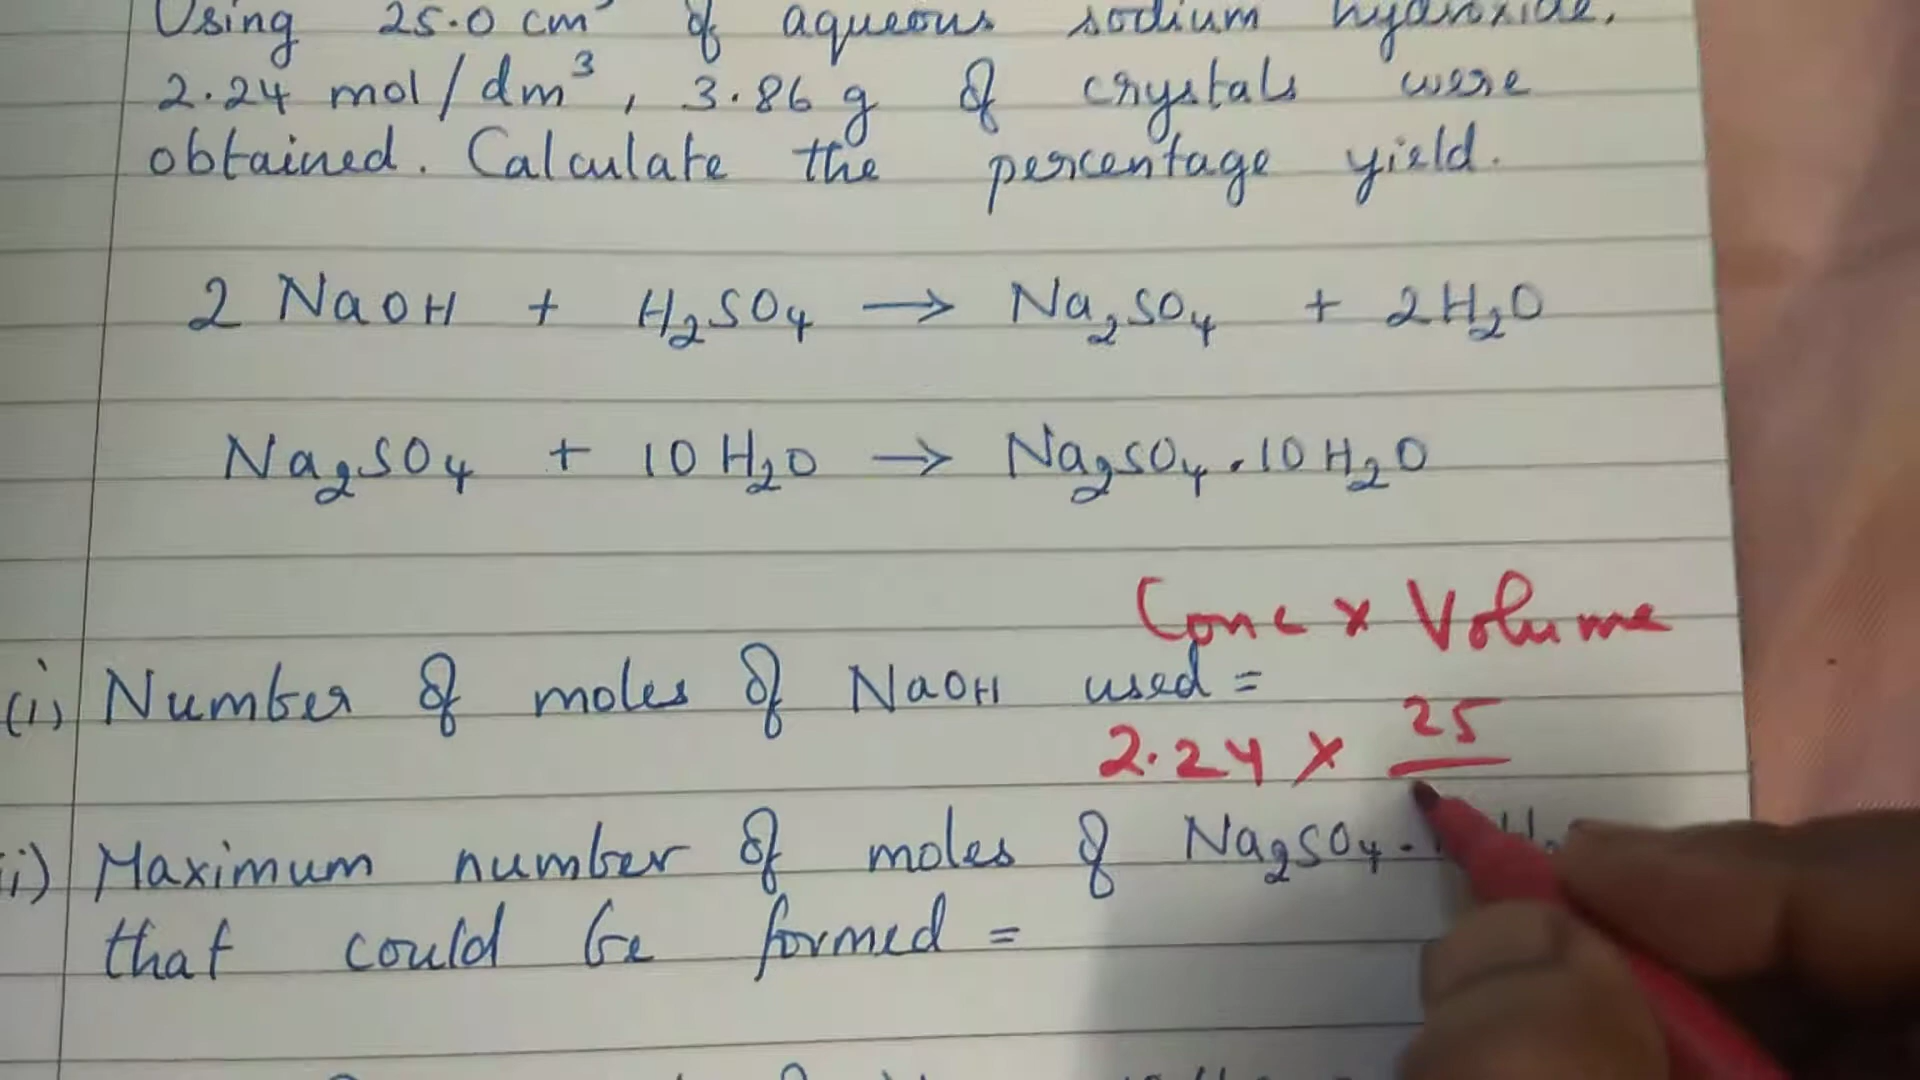 Using 25.0 cm³ of aqueous sodium hydroxide,
2.24 mol/dm³, 3.86 g of crystals were
obtained. Calculate the percentage yield.
2 NaOH + H₂SO₄ → Na₂SO₄ + 2H₂O
Na₂SO₄ + 10 H₂O → Na₂SO₄.10 H₂O
Conc x Volume
(i) Number of moles of NaOH used =
2.24 x 25
ii) Maximum number of moles of Na₂SO₄.
that could be formed =